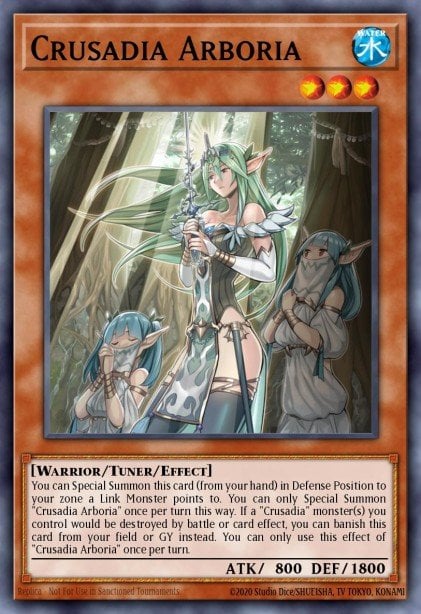 Crusadia Arboria
WATER
水
[Warrior/Tuner/Effect]
You can Special Summon this card (from your hand) in Defense Position to
your zone a Link Monster points to. You can only Special Summon
"Crusadia Arboria" once per turn this way. If a "Crusadia" monster(s) you
control would be destroyed by battle or card effect, you can banish this
card from your field or GY instead. You can only use this effect of
"Crusadia Arboria" once per turn.
ATK/ 800 DEF/1800
Replica - Not For Use in Sanctioned Tournaments
©2020 Studio Dice/SHUEISHA, TV TOKYO, KONAMI